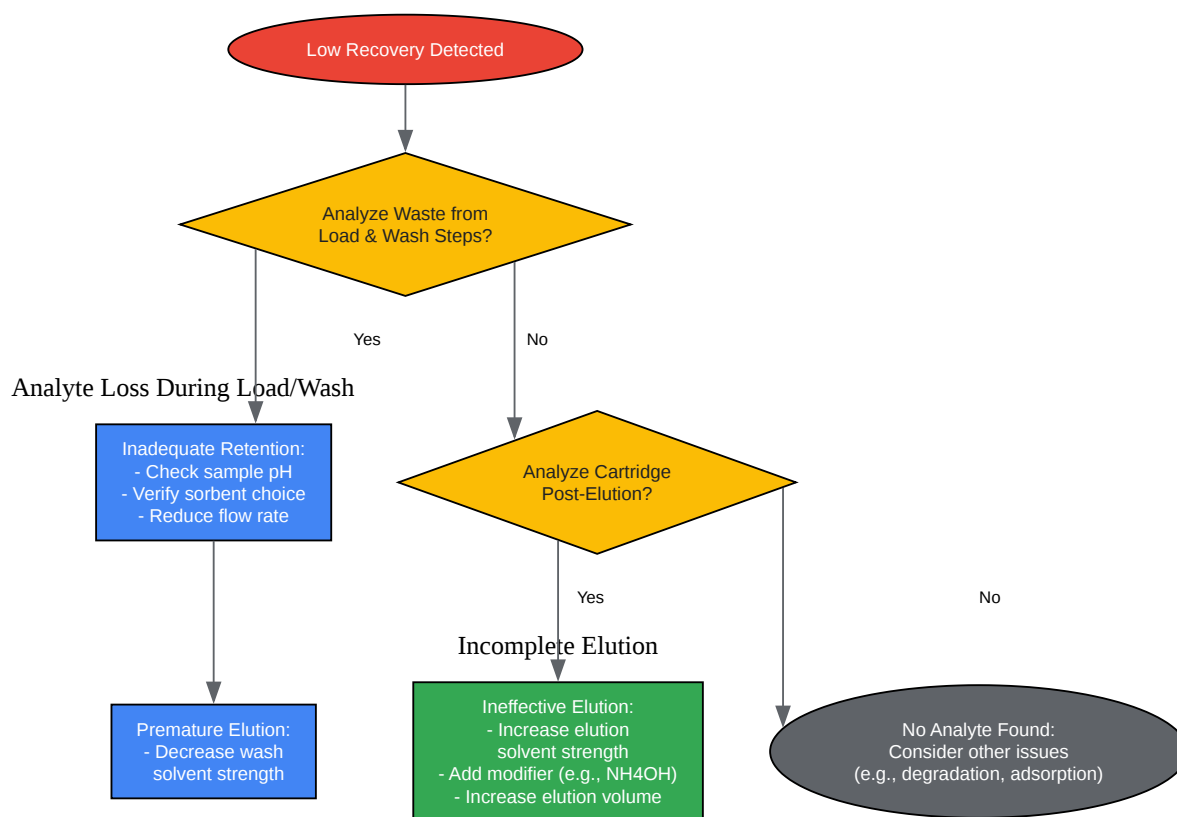 Low Recovery Detected
Analyze Waste from
Load & Wash Steps?
Yes
No
Analyte Loss During Load/Wash
Inadequate Retention:
- Check sample pH
- Verify sorbent choice
- Reduce flow rate
Analyze Cartridge
Post-Elution?
Yes
No
Incomplete Elution
Premature Elution:
- Decrease wash
solvent strength
Ineffective Elution:
- Increase elution
solvent strength
- Add modifier (e.g., NH4OH)
- Increase elution volume
No Analyte Found:
Consider other issues
(e.g., degradation, adsorption)